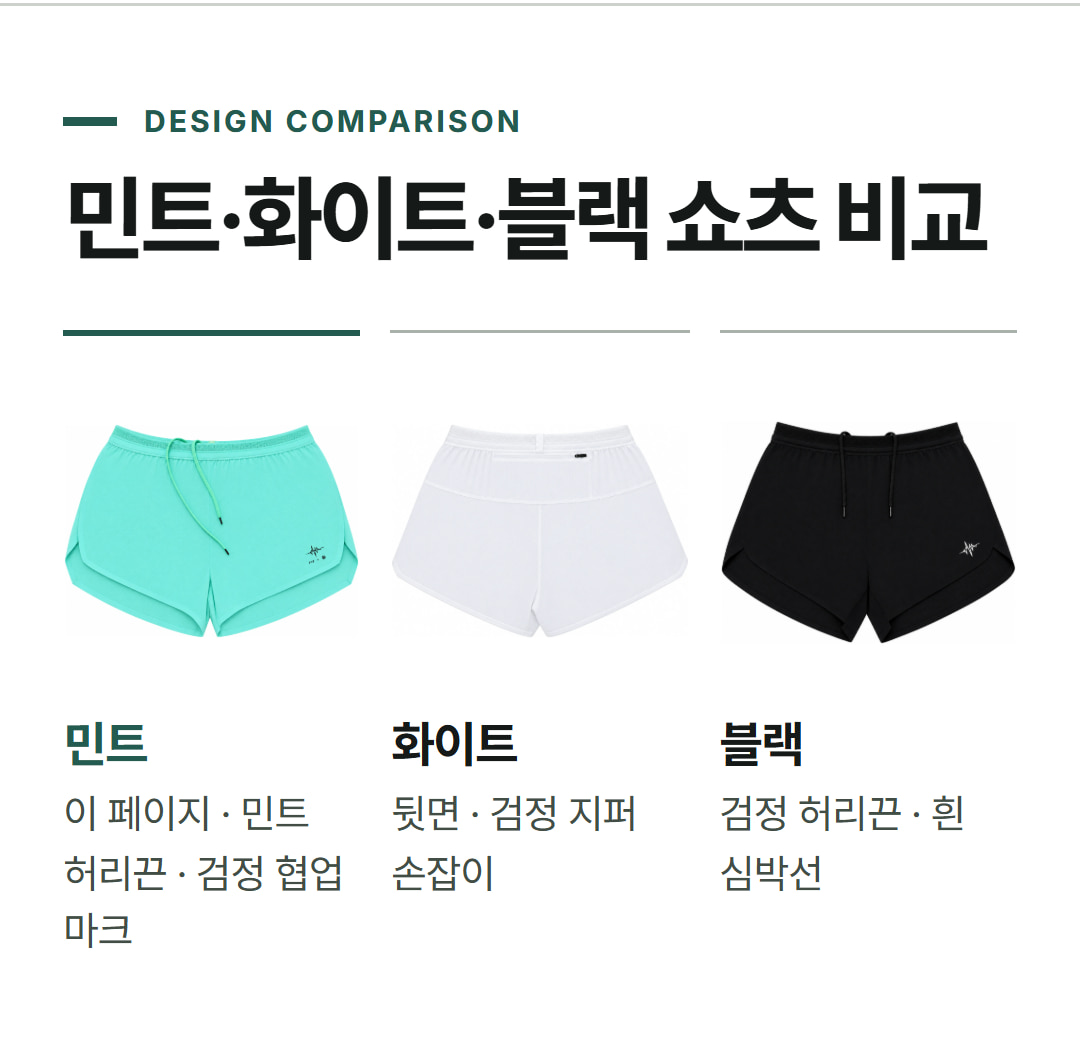 DESIGN COMPARISON
민트·화이트·블랙 쇼츠 비교
민트
이 페이지 · 민트
허리끈 · 검정 협업
마크
화이트
뒷면 · 검정 지퍼
손잡이
블랙
검정 허리끈 · 흰
심박선